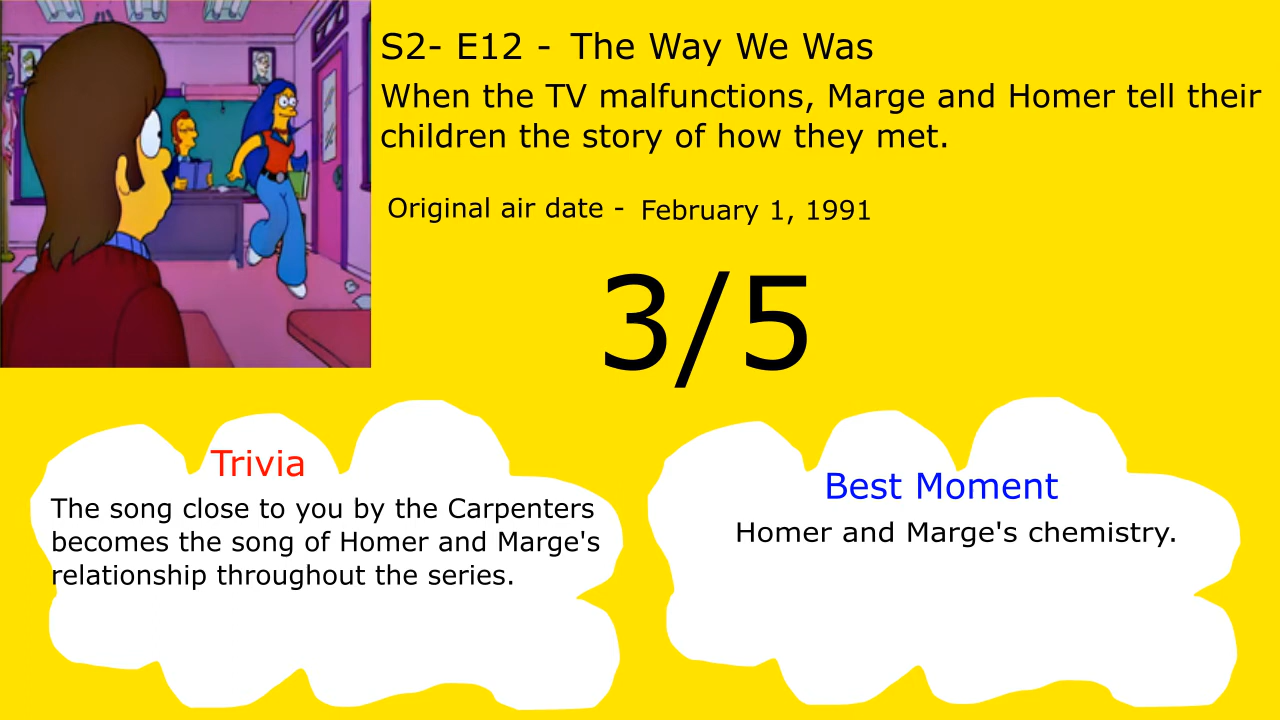 S2- E12 - The Way We Was
When the TV malfunctions, Marge and Homer tell their
children the story of how they met.
Original air date - February 1, 1991
3/5
Trivia
The song close to you by the Carpenters
becomes the song of Homer and Marge's
relationship throughout the series.
Best Moment
Homer and Marge's chemistry.